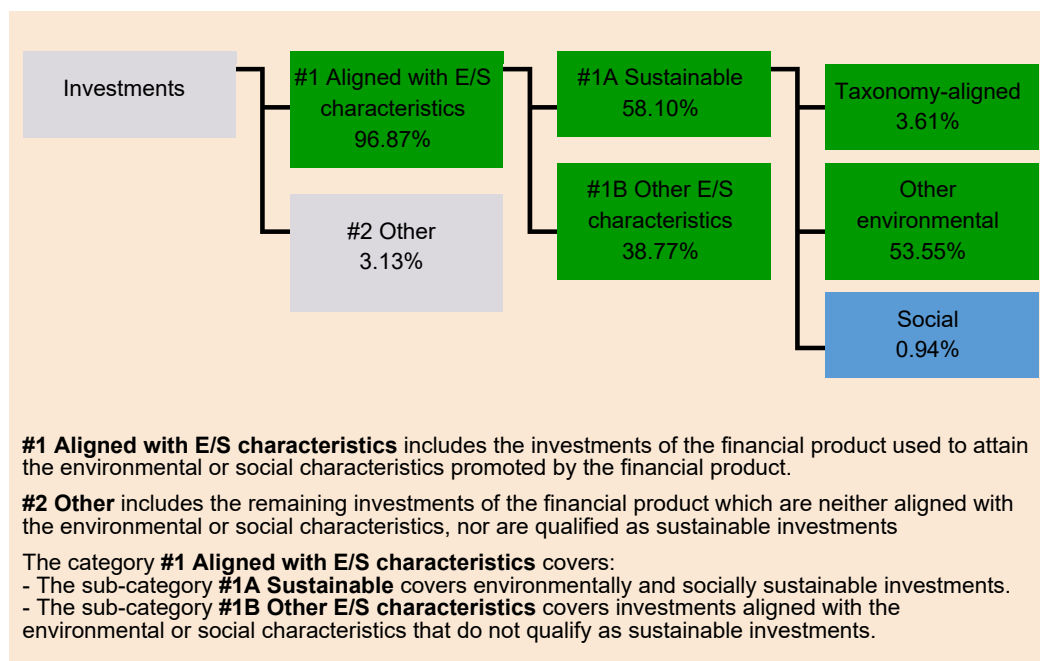 Investments
#1 Aligned with E/S
characteristics
96.87%
#2 Other
3.13%
#1A Sustainable
58.10%
#1B Other E/S
characteristics
38.77%
Taxonomy-aligned
3.61%
Other
environmental
53.55%
Social
0.94%
#1 Aligned with E/S characteristics includes the investments of the financial product used to attain
the environmental or social characteristics promoted by the financial product.
#2 Other includes the remaining investments of the financial product which are neither aligned with
the environmental or social characteristics, nor are qualified as sustainable investments
The category #1 Aligned with E/S characteristics covers:
- The sub-category #1A Sustainable covers environmentally and socially sustainable investments.
- The sub-category #1B Other E/S characteristics covers investments aligned with the
environmental or social characteristics that do not qualify as sustainable investments.